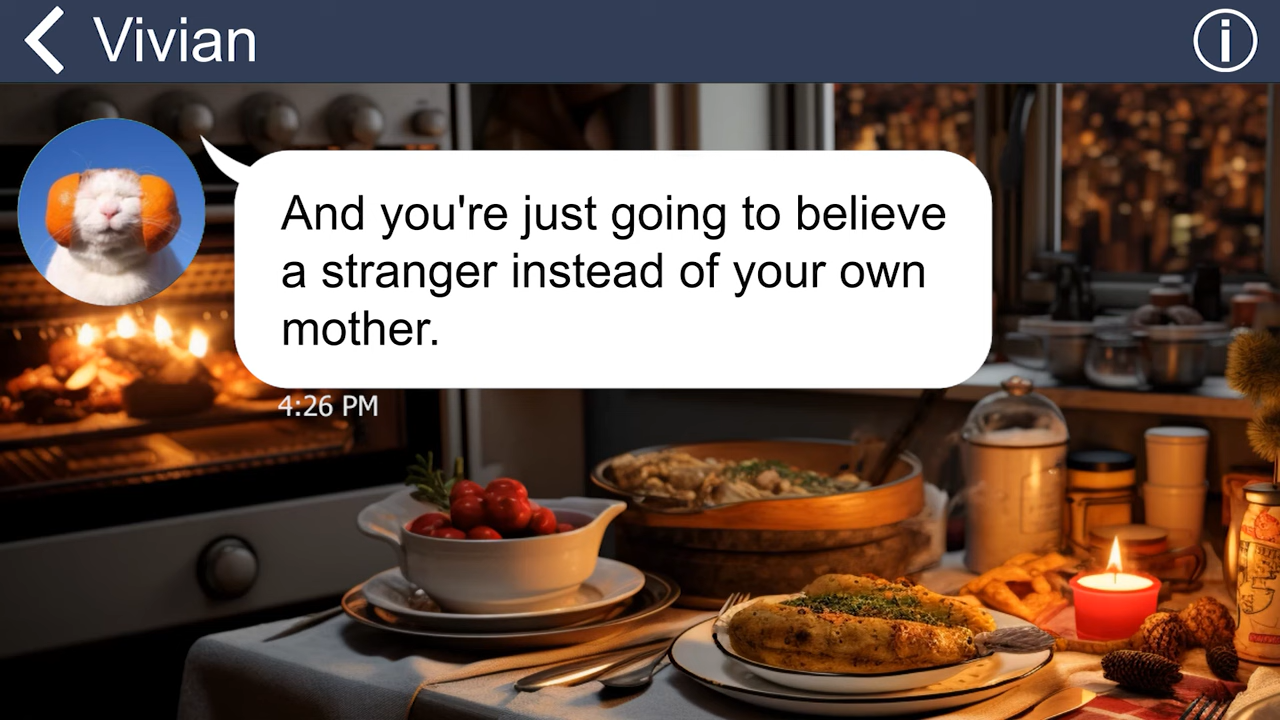 Vivian
And you're just going to believe
a stranger instead of your own
mother.
4:26 PM